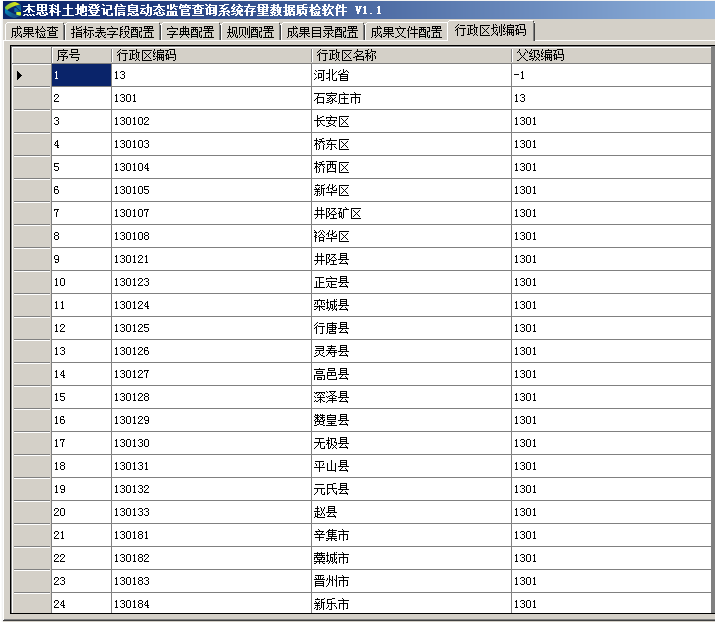 杰思科土地登记信息动态监管查询系统存量数据质检软件 V1.1
成果检查 指标表字段配置 字典配置 规则配置 成果目录配置 成果文件配置 行政区划编码
序号 行政区编码 行政区名称 父级编码
1 13 河北省 -1
2 1301 石家庄市 13
3 130102 长安区 1301
4 130103 桥东区 1301
5 130104 桥西区 1301
6 130105 新华区 1301
7 130107 井陉矿区 1301
8 130108 裕华区 1301
9 130121 井陉县 1301
10 130123 正定县 1301
11 130124 栾城县 1301
12 130125 行唐县 1301
13 130126 灵寿县 1301
14 130127 高邑县 1301
15 130128 深泽县 1301
16 130129 赞皇县 1301
17 130130 无极县 1301
18 130131 平山县 1301
19 130132 元氏县 1301
20 130133 赵县 1301
21 130181 辛集市 1301
22 130182 藁城市 1301
23 130183 晋州市 1301
24 130184 新乐市 1301